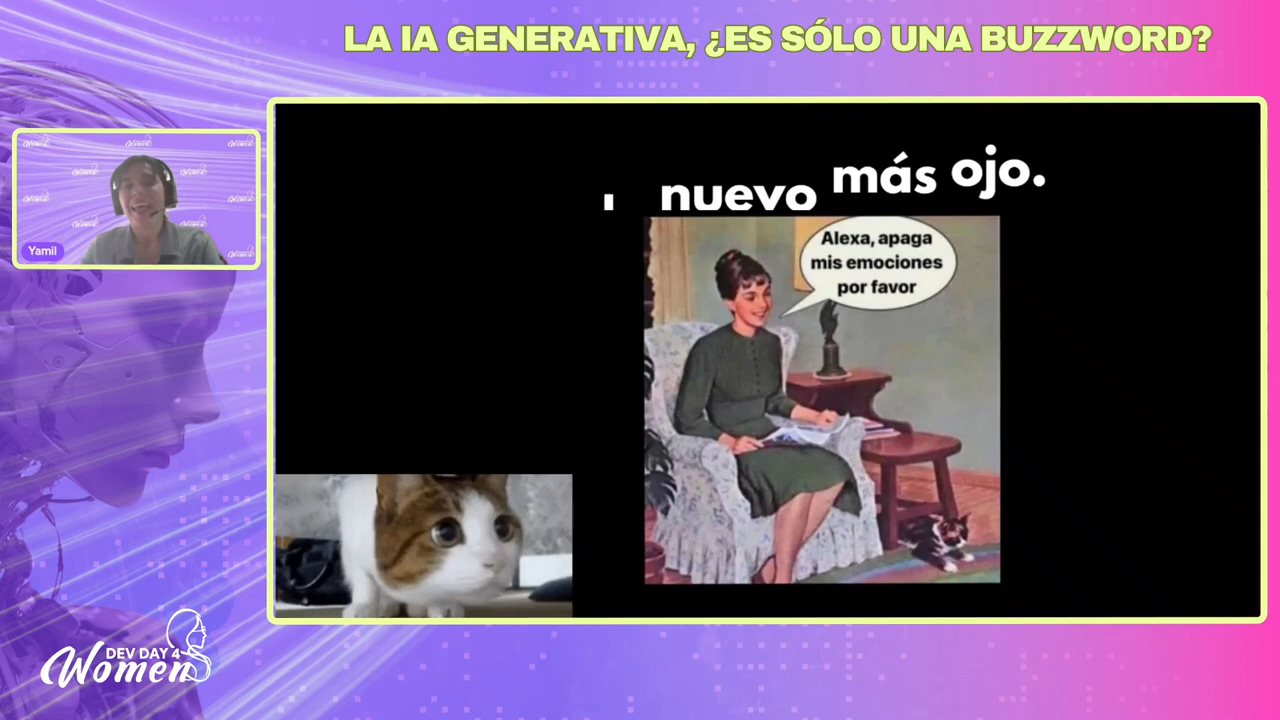 LA IA GENERATIVA, ¿ES SÓLO UNA BUZZWORD?
nuevo más ojo.
Alexa, apaga
mis emociones
por favor
Yamil
DEV DAY 4
Women